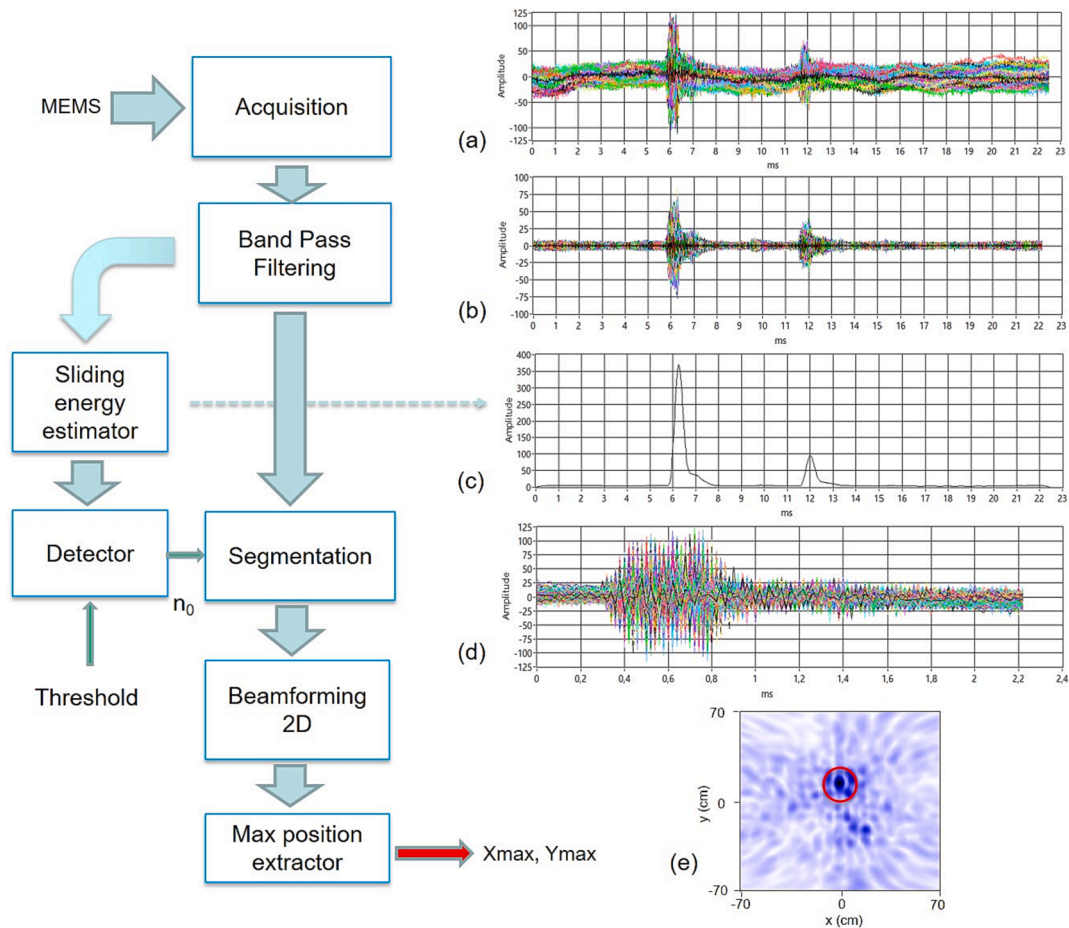 MEMS
Acquisition
Band Pass
Filtering
Sliding
energy
estimator
Detector
n0
Segmentation
Threshold
Beamforming
2D
Max position
extractor
Xmax, Ymax
(a)
Amplitude
125
100
50
0
-50
-100
-125
0 1 2 3 4 5 6 7 8 9 10 11 12 13 14 15 16 17 18 19 20 21 22 23
ms
(b)
Amplitude
100
75
50
25
0
-25
-50
-75
-100
0 1 2 3 4 5 6 7 8 9 10 11 12 13 14 15 16 17 18 19 20 21 22 23
ms
(c)
Amplitude
400
350
300
250
200
150
100
50
0
0 1 2 3 4 5 6 7 8 9 10 11 12 13 14 15 16 17 18 19 20 21 22 23
ms
(d)
Amplitude
125
100
75
50
25
0
-25
-50
-75
-100
-125
0 0,2 0,4 0,6 0,8 1 1,2 1,4 1,6 1,8 2 2,2 2,4
ms
(e)
70
y (cm)
0
-70
-70 0 70
x (cm)